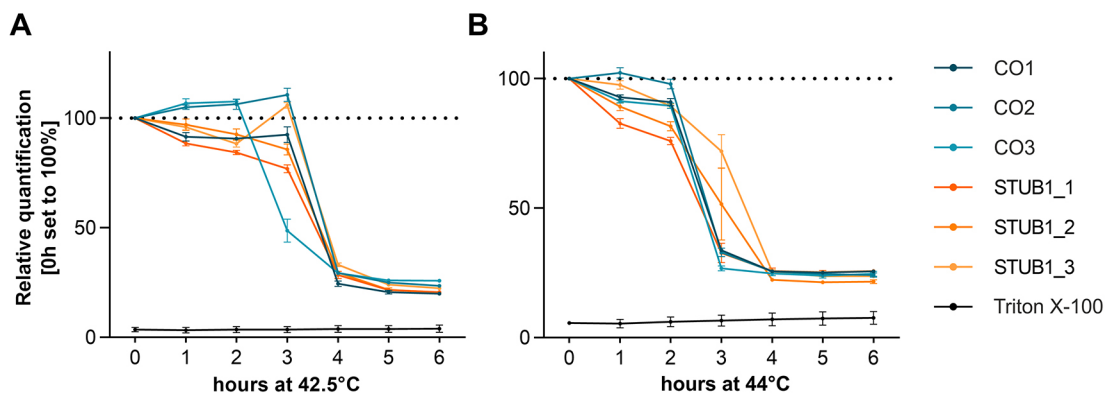 A
B
Relative quantification
[0h set to 100%]
100
50
0
0 1 2 3 4 5 6
hours at 42.5°C
100
50
0
0 1 2 3 4 5 6
hours at 44°C
CO1
CO2
CO3
STUB1_1
STUB1_2
STUB1_3
Triton X-100